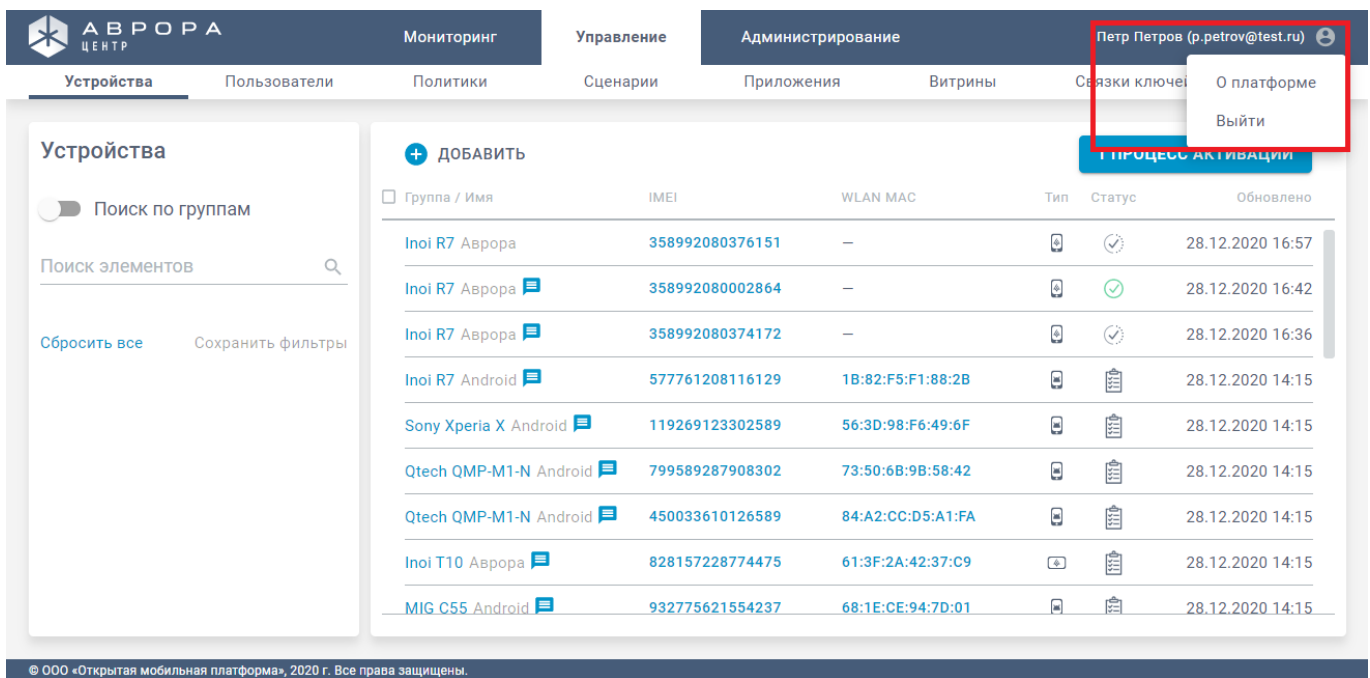 АВРОРА
ЦЕНТР
Мониторинг Управление Администрирование Петр Петров (p.petrov@test.ru)
Устройства Пользователи Политики Сценарии Приложения Витрины Связки ключей
О платформе
Выйти
Устройства
Поиск по группам
Поиск элементов
Сбросить все Сохранить фильтры
+ ДОБАВИТЬ 1 ПРОЦЕСС АКТИВАЦИИ
Группа / Имя IMEI WLAN MAC Тип Статус Обновлено
Inoi R7 Аврора 358992080376151 — 28.12.2020 16:57
Inoi R7 Аврора 358992080002864 — 28.12.2020 16:42
Inoi R7 Аврора 358992080374172 — 28.12.2020 16:36
Inoi R7 Android 577761208116129 1B:82:F5:F1:88:2B 28.12.2020 14:15
Sony Xperia X Android 119269123302589 56:3D:98:F6:49:6F 28.12.2020 14:15
Qtech QMP-M1-N Android 799589287908302 73:50:6B:9B:58:42 28.12.2020 14:15
Qtech QMP-M1-N Android 450033610126589 84:A2:CC:D5:A1:FA 28.12.2020 14:15
Inoi T10 Аврора 828157228774475 61:3F:2A:42:37:C9 28.12.2020 14:15
MIG C55 Android 932775621554237 68:1E:CE:94:7D:01 28.12.2020 14:15
© ООО «Открытая мобильная платформа», 2020 г. Все права защищены.